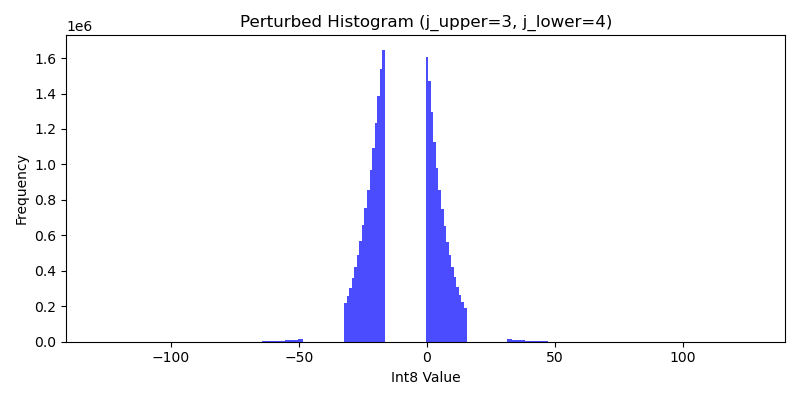 Perturbed Histogram (j_upper=3, j_lower=4)
1e6
1.6
1.4
1.2
1.0
0.8
0.6
0.4
0.2
0.0
Frequency
−100 −50 0 50 100
Int8 Value